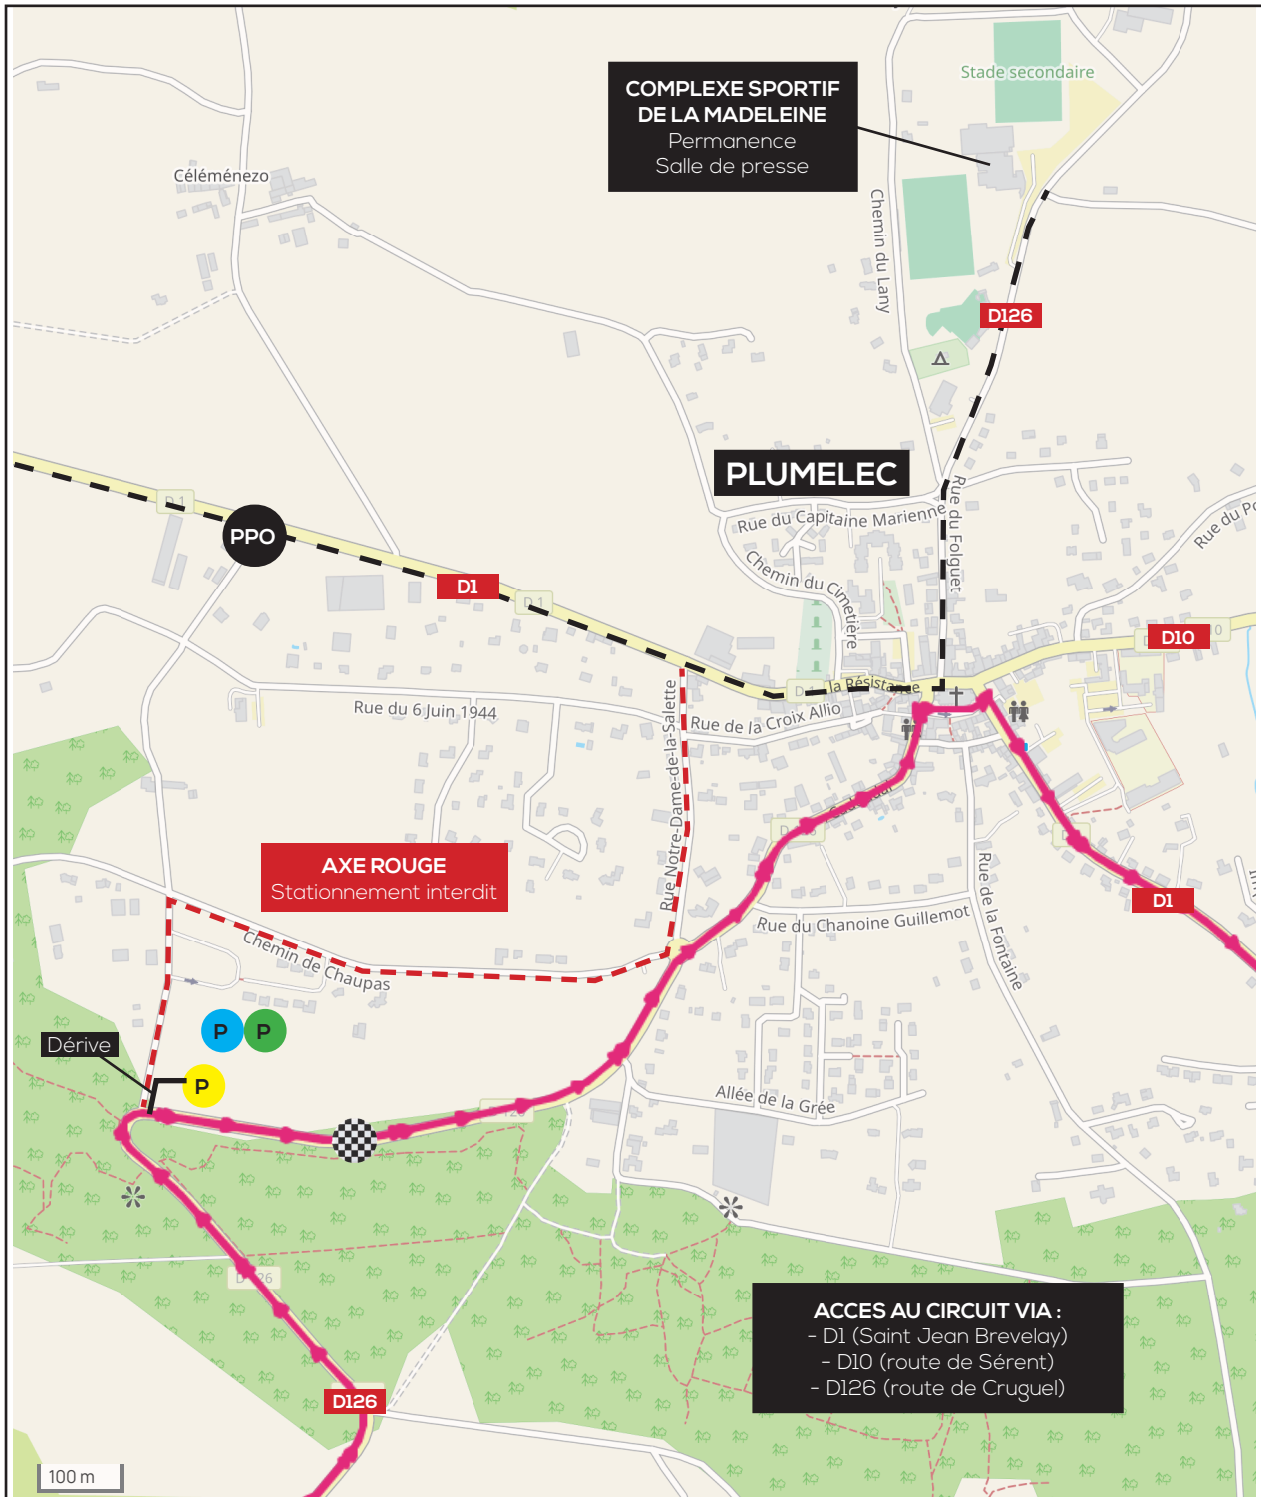 Stade secondaire
COMPLEXE SPORTIF
DE LA MADELEINE
Permanence
Salle de presse
Céléménezo
Chemin du Lany
D126
PLUMELEC
D 1
Rue du Capitaine Marienne
Rue du Folguet
PPO
Chemin du Cimetière
D1
D 1
D10
la Résistance
Rue du 6 Juin 1944
Rue de la Croix Allio
Rue Notre-Dame-de-la-Salette
Cadoudal
AXE ROUGE
Stationnement interdit
D1
Rue du Chanoine Guillemot
Rue de la Fontaine
Chemin de Chaupas
P
P
Dérive
P
Allée de la Grée
ACCES AU CIRCUIT VIA :
- D1 (Saint Jean Brevelay)
- D10 (route de Sérent)
- D126 (route de Cruguel)
D126
100 m